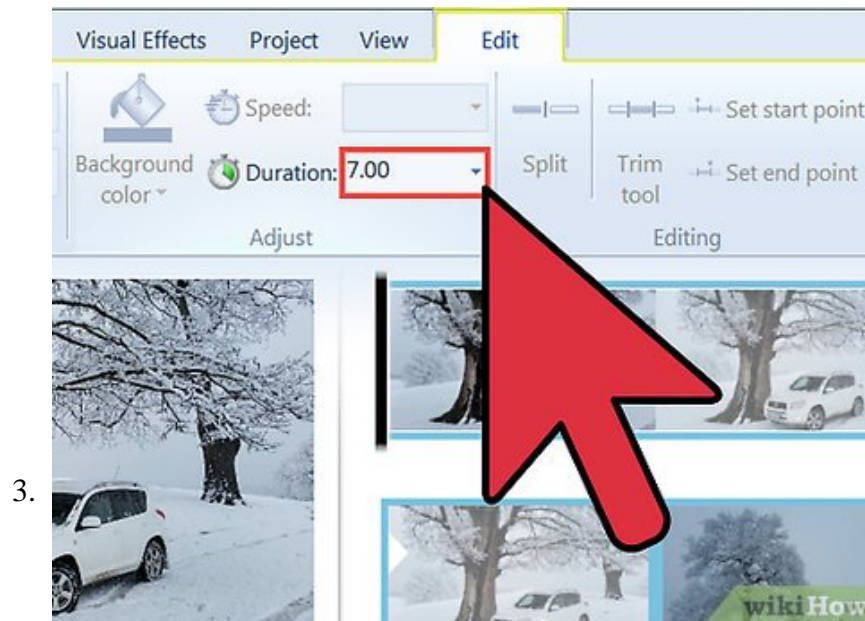 Visual Effects Project View Edit
Speed:
Set start point
Background color
Duration: 7.00
Split
Trim tool
Set end point
Adjust
Editing
3.
wikiHow